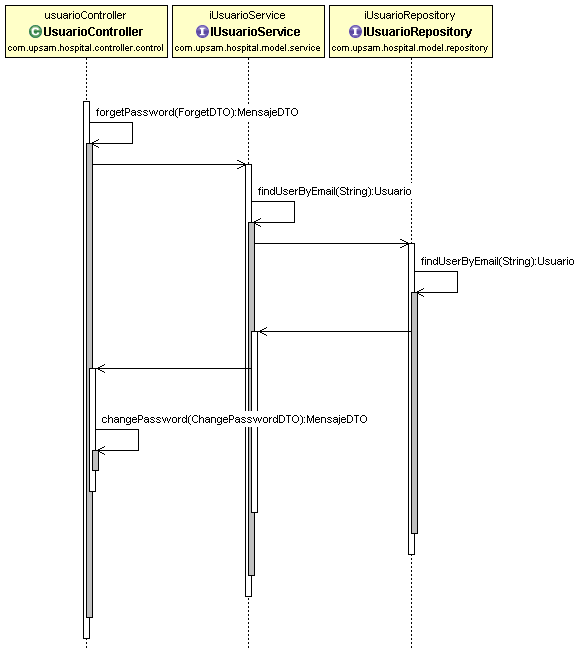 usuarioController
C UsuarioController
com.upsam.hospital.controller.control
iUsuarioService
I IUsuarioService
com.upsam.hospital.model.service
iUsuarioRepository
I IUsuarioRepository
com.upsam.hospital.model.repository
forgetPassword(ForgetDTO):MensajeDTO
findUserByEmail(String):Usuario
findUserByEmail(String):Usuario
changePassword(ChangePasswordDTO):MensajeDTO